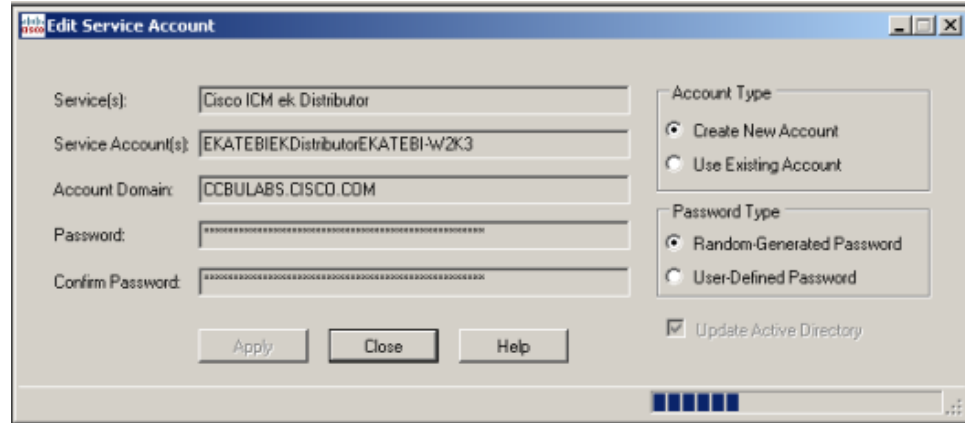 cisco Edit Service Account
Service(s): Cisco ICM ek Distributor
Service Account(s): EKATEBIEKDistributorEKATEBI-W2K3
Account Domain: CCBULABS.CISCO.COM
Password:
Confirm Password:
Apply Close Help
Account Type
Create New Account
Use Existing Account
Password Type
Random-Generated Password
User-Defined Password
Update Active Directory